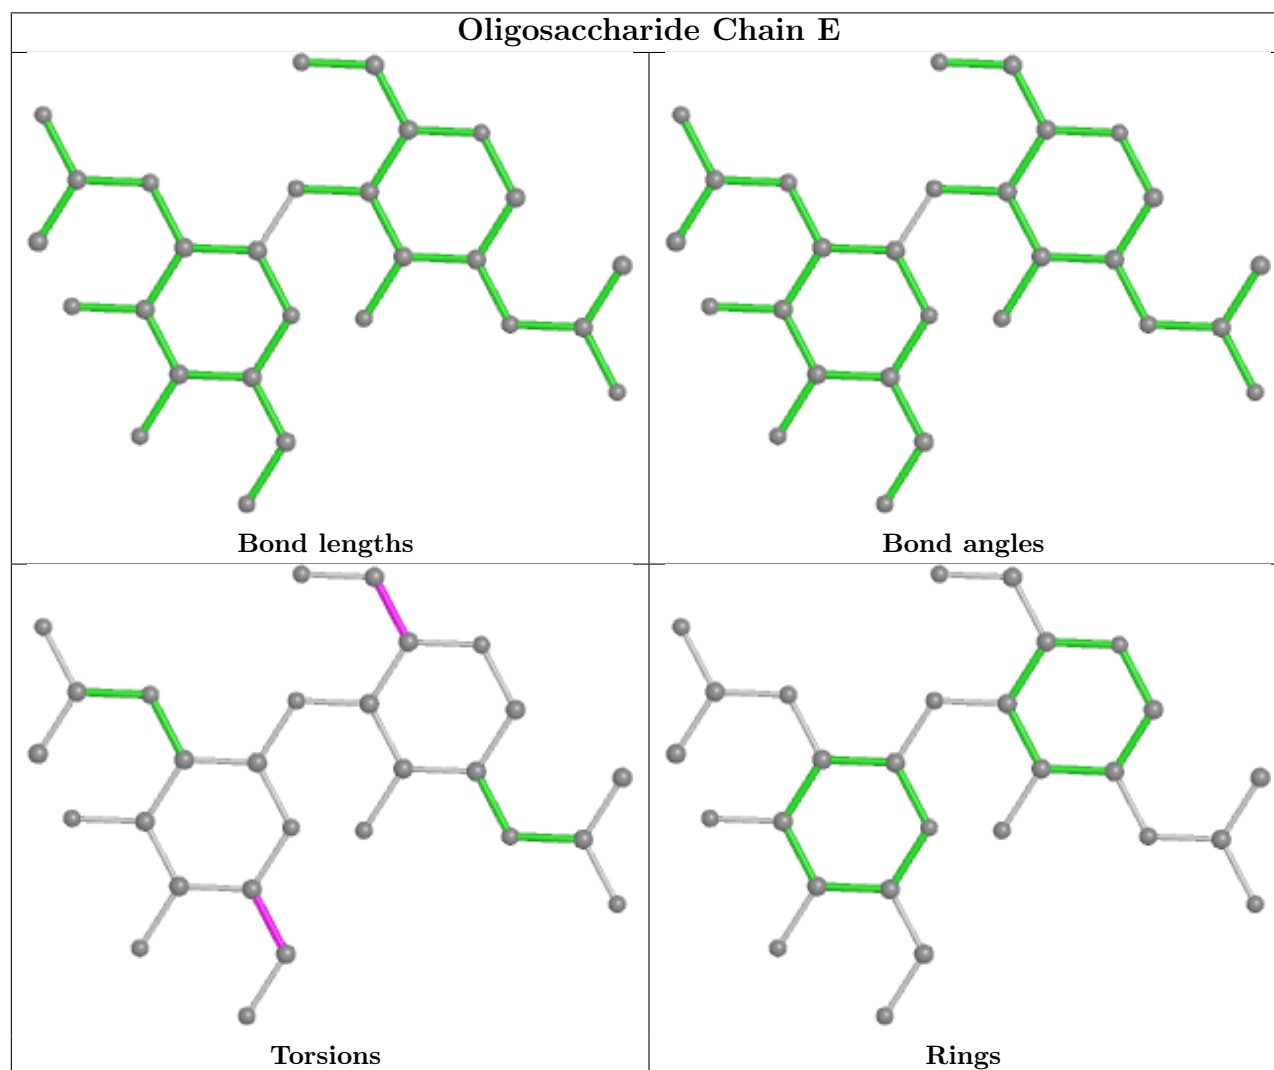 Oligosaccharide Chain E
Bond lengths
Bond angles
Torsions
Rings